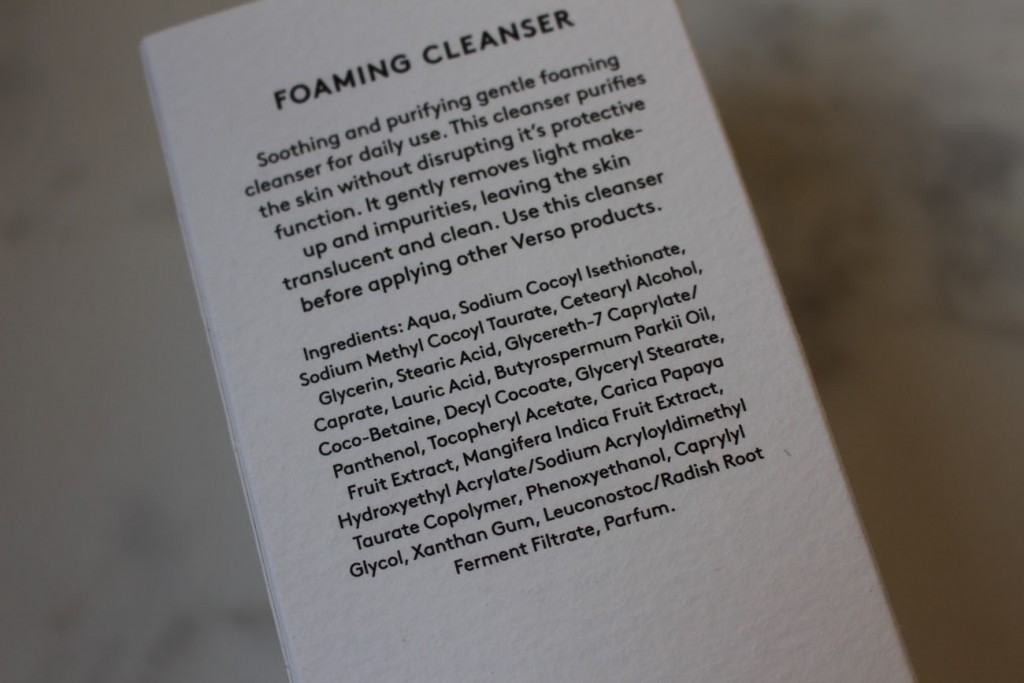 FOAMING CLEANSER
Soothing and purifying gentle foaming
cleanser for daily use. This cleanser purifies
the skin without disrupting it's protective
function. It gently removes light make-
up and impurities, leaving the skin
translucent and clean. Use this cleanser
before applying other Verso products.
Ingredients: Aqua, Sodium Cocoyl Isethionate,
Sodium Methyl Cocoyl Taurate, Cetearyl Alcohol,
Glycerin, Stearic Acid, Glycereth-7 Caprylate/
Caprate, Lauric Acid, Butyrospermum Parkii Oil,
Coco-Betaine, Decyl Cocoate, Glyceryl Stearate,
Panthenol, Tocopheryl Acetate, Carica Papaya
Fruit Extract, Mangifera Indica Fruit Extract,
Hydroxyethyl Acrylate/Sodium Acryloyldimethyl
Taurate Copolymer, Phenoxyethanol, Caprylyl
Glycol, Xanthan Gum, Leuconostoc/Radish Root
Ferment Filtrate, Parfum.